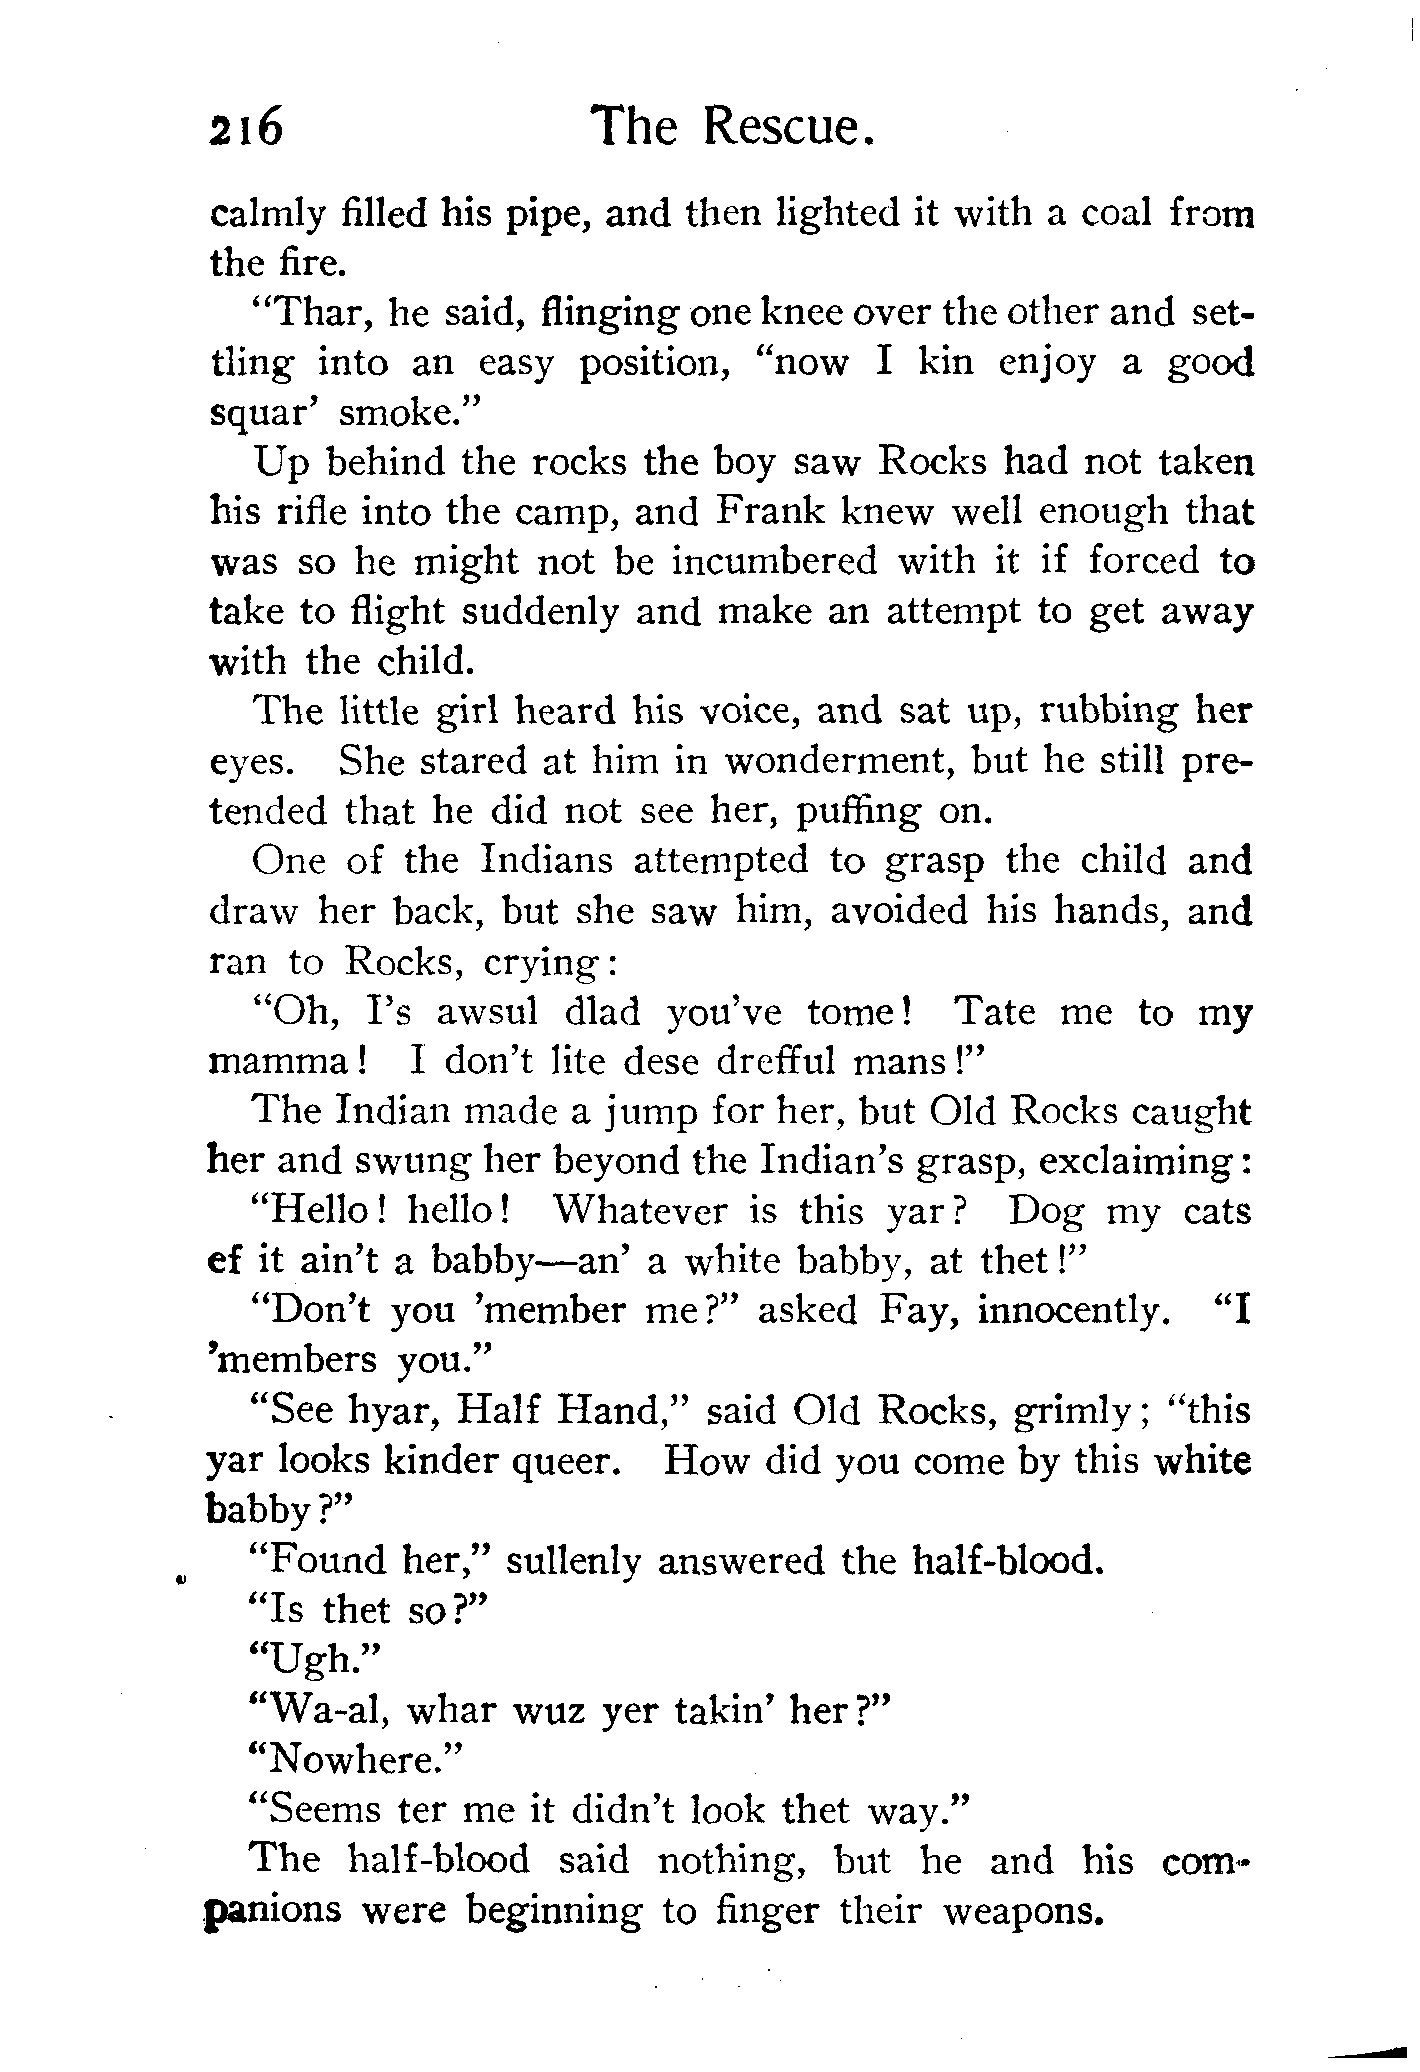 216 The Rescue.
calmly filled his pipe, and then lighted it with a coal from
the fire.
"Thar, he said, flinging one knee over the other and set-
tling into an easy position, "now I kin enjoy a good
squar' smoke."
Up behind the rocks the boy saw Rocks had not taken
his rifle into the camp, and Frank knew well enough that
was so he might not be incumbered with it if forced to
take to flight suddenly and make an attempt to get away
with the child.
The little girl heard his voice, and sat up, rubbing her
eyes. She stared at him in wonderment, but he still pre-
tended that he did not see her, puffing on.
One of the Indians attempted to grasp the child and
draw her back, but she saw him, avoided his hands, and
ran to Rocks, crying:
"Oh, I's awsul dlad you've tome! Tate me to my
mamma! I don't lite dese drefful mans!"
The Indian made a jump for her, but Old Rocks caught
her and swung her beyond the Indian's grasp, exclaiming:
"Hello! hello! Whatever is this yar? Dog my cats
ef it ain't a babby—an' a white babby, at thet!"
"Don't you 'member me?" asked Fay, innocently. "I
'members you."
"See hyar, Half Hand," said Old Rocks, grimly; "this
yar looks kinder queer. How did you come by this white
babby?"
"Found her," sullenly answered the half-blood.
"Is thet so?"
"Ugh."
"Wa-al, whar wuz yer takin' her?"
"Nowhere."
"Seems ter me it didn't look thet way."
The half-blood said nothing, but he and his com-
panions were beginning to finger their weapons.